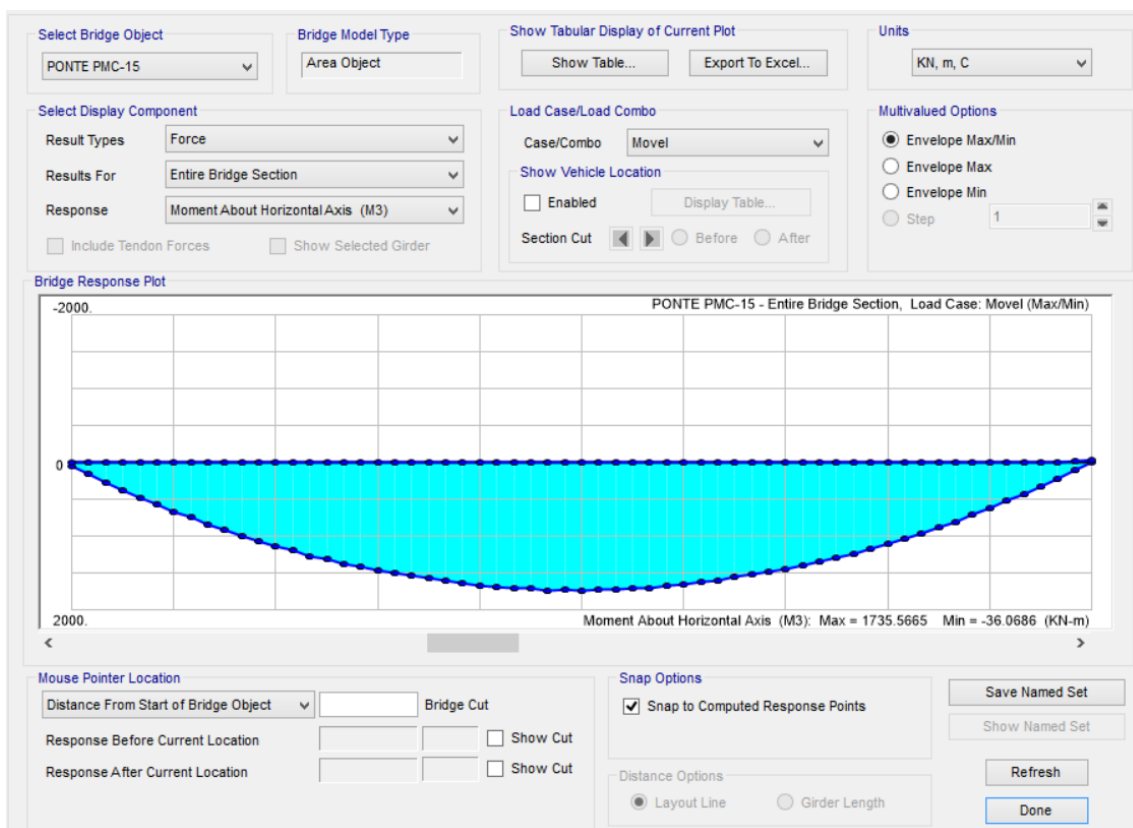 Select Bridge Object
PONTE PMC-15
Bridge Model Type
Area Object
Show Tabular Display of Current Plot
Show Table...
Export To Excel...
Units
KN, m, C
Select Display Component
Result Types
Force
Results For
Entire Bridge Section
Response
Moment About Horizontal Axis (M3)
Include Tendon Forces
Show Selected Girder
Load Case/Load Combo
Case/Combo
Movel
Show Vehicle Location
Enabled
Display Table...
Section Cut
Before
After
Multivalued Options
Envelope Max/Min
Envelope Max
Envelope Min
Step
1
Bridge Response Plot
-2000.
PONTE PMC-15 - Entire Bridge Section, Load Case: Movel (Max/Min)
0
2000.
Moment About Horizontal Axis (M3): Max = 1735.5665 Min = -36.0686 (KN-m)
Mouse Pointer Location
Distance From Start of Bridge Object
Bridge Cut
Response Before Current Location
Show Cut
Response After Current Location
Show Cut
Snap Options
Snap to Computed Response Points
Distance Options
Layout Line
Girder Length
Save Named Set
Show Named Set
Refresh
Done